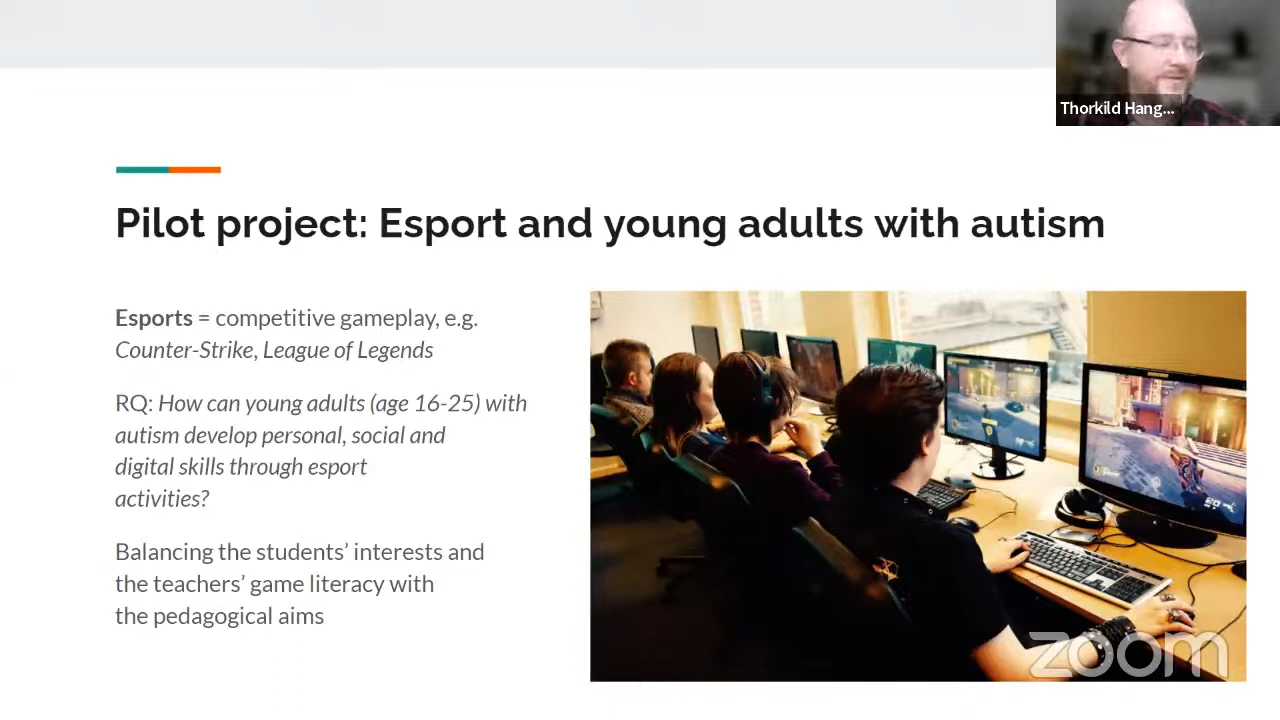 Thorkild Hang...
Pilot project: Esport and young adults with autism
Esports = competitive gameplay, e.g.
Counter-Strike, League of Legends
RQ: How can young adults (age 16-25) with
autism develop personal, social and
digital skills through esport
activities?
Balancing the students’ interests and
the teachers’ game literacy with
the pedagogical aims
zoom